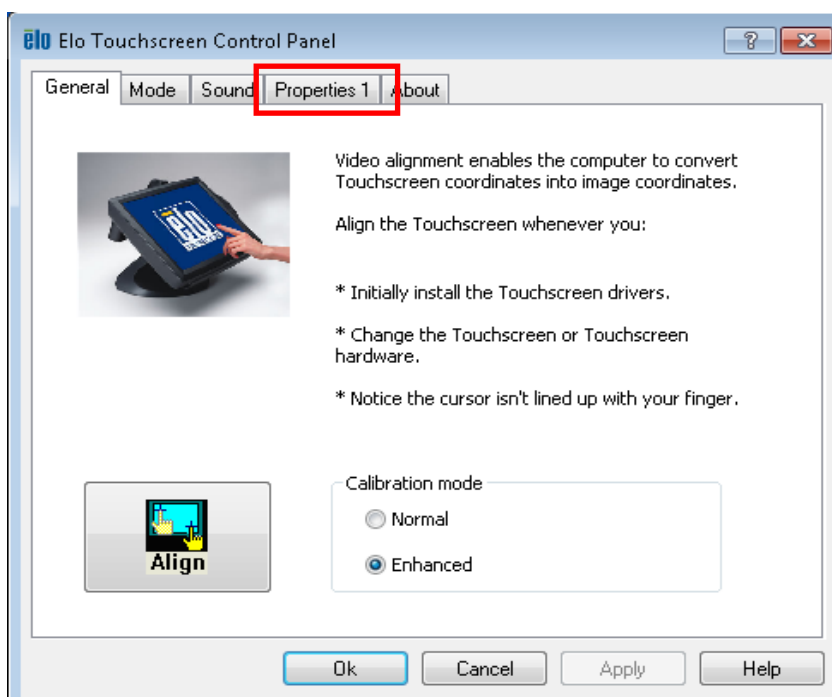 elo Elo Touchscreen Control Panel
General Mode Sound Properties 1 About
Video alignment enables the computer to convert
Touchscreen coordinates into image coordinates.
Align the Touchscreen whenever you:
* Initially install the Touchscreen drivers.
* Change the Touchscreen or Touchscreen
hardware.
* Notice the cursor isn't lined up with your finger.
elo
Calibration mode
Normal
Enhanced
Align
Ok Cancel Apply Help